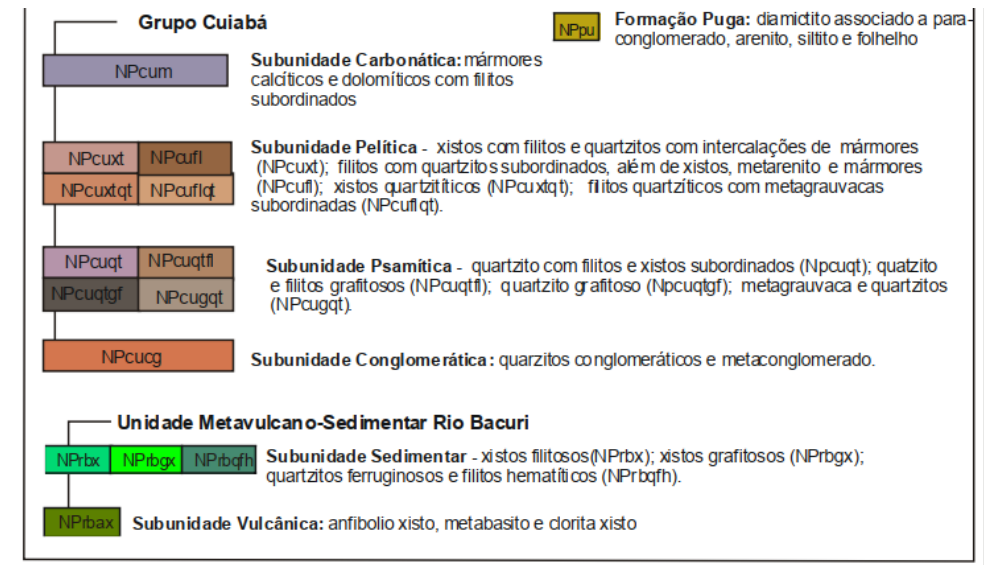 Grupo Cuiabá
NPpu
Formação Puga: diamictito associado a para-
conglomerado, arenito, siltito e folhelho
NPcum
Subunidade Carbonática: mármores
calcíticos e dolomíticos com filitos
subordinados
NPcuxt NPcufl
NPcuxtqt NPcuflqt
Subunidade Pelítica - xistos com filitos e quartzitos com intercalações de mármores
(NPcuxt); filitos com quartzitos subordinados, além de xistos, metarenito e mármores
(NPcufl); xistos quartzitíticos (NPcuxtqt); filitos quartzíticos com metagrauvacas
subordinadas (NPcuflqt).
NPcuqt NPcuqtfl
NPcuqtgf NPcugqt
Subunidade Psamítica - quartzito com filitos e xistos subordinados (Npcuqt); quatzito
e filitos grafitosos (NPcuqtfl); quartzito grafitoso (Npcuqtgf); metagrauvaca e quartzitos
(NPcugqt).
NPcucg
Subunidade Conglomerática: quarzitos conglomeráticos e metaconglomerado.
Unidade Metavulcano-Sedimentar Rio Bacuri
NPrbx NPrbgx NPrbqfh
Subunidade Sedimentar - xistos filitosos(NPrbx); xistos grafitosos (NPrbgx);
quartzitos ferruginosos e filitos hematíticos (NPrbqfh).
NPrbax
Subunidade Vulcânica: anfibolio xisto, metabasito e clorita xisto